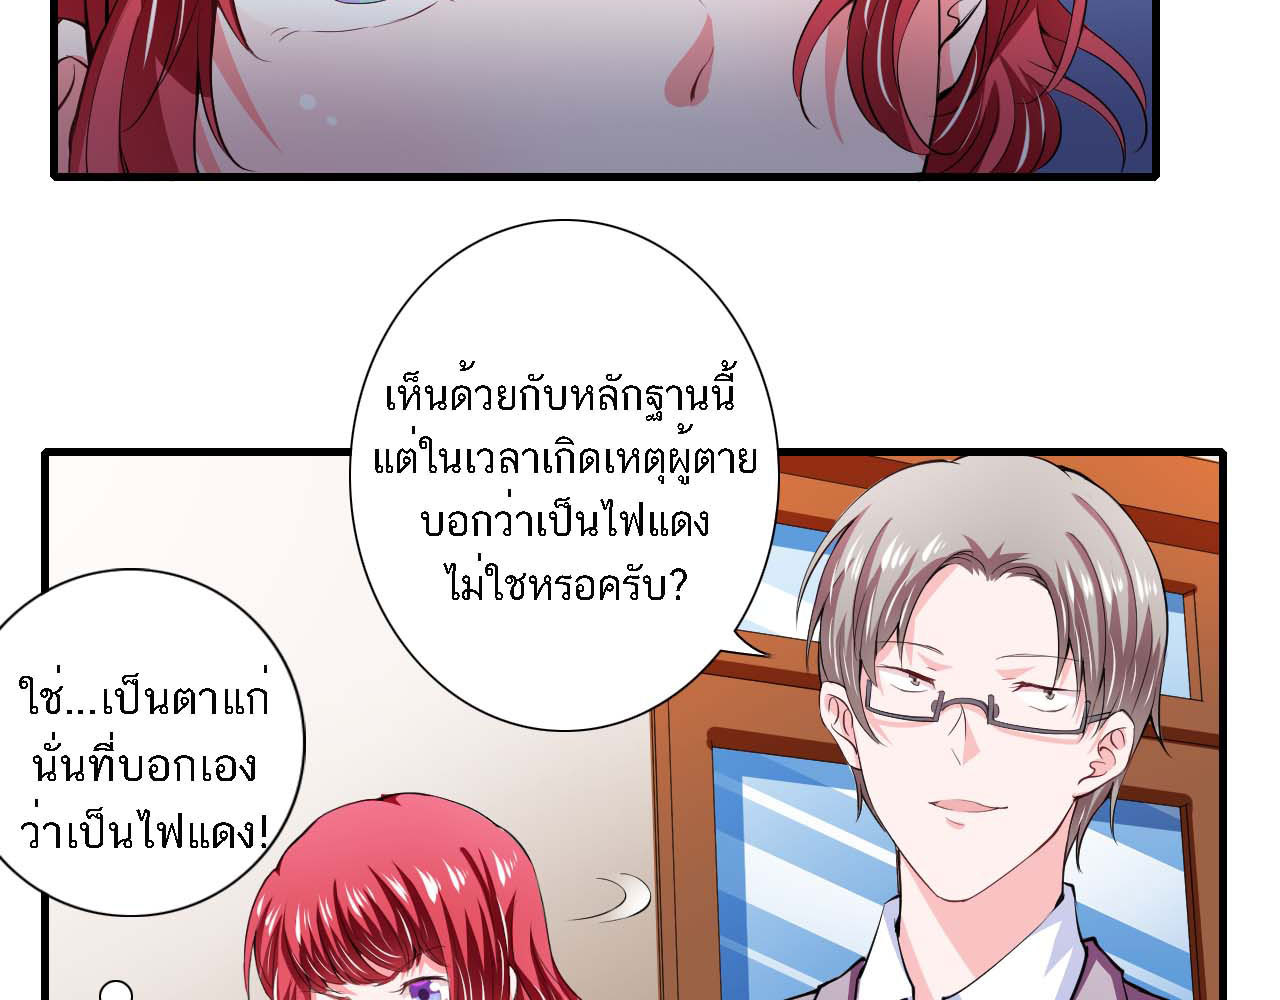 เห็นด้วยกับหลักฐานนี้
แต่ในเวลาเกิดเหตุผู้ตาย
บอกว่าเป็นไฟแดง
ไม่ใชหรอครับ?
ใช่...เป็นตาแก่
นั่นที่บอกเอง
ว่าเป็นไฟแดง!